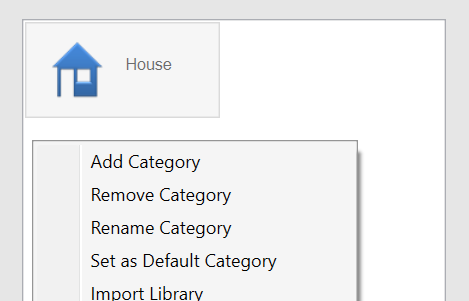 House
Add Category
Remove Category
Rename Category
Set as Default Category
Import Library